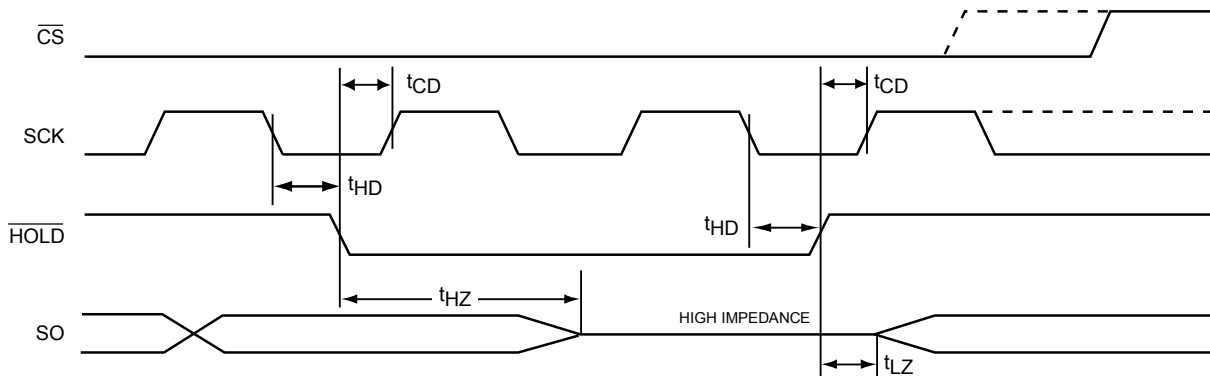 CS
tCD
tCD
SCK
tHD
HOLD
tHD
tHZ
HIGH IMPEDANCE
SO
tLZ